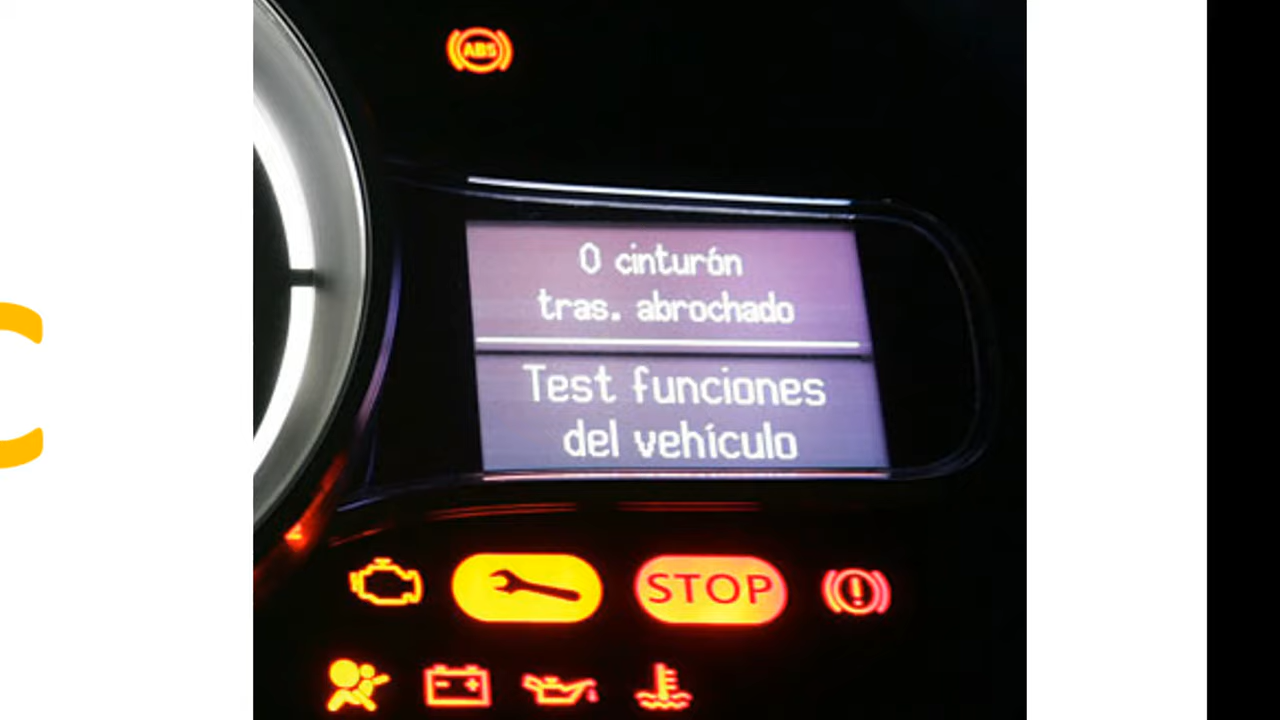 ABS
0 cinturón
tras. abrochado
Test funciones
del vehículo
STOP